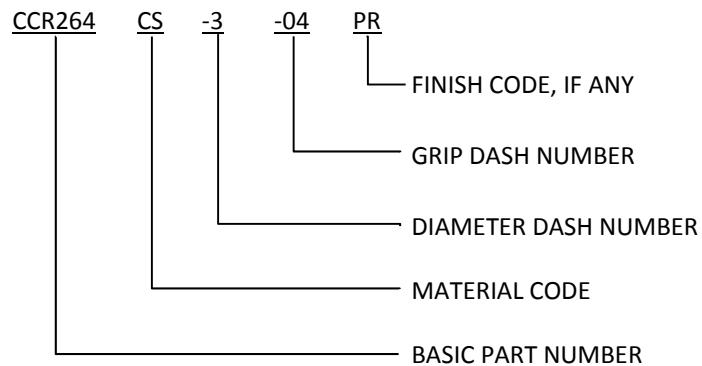 CCR264 CS -3 -04 PR
FINISH CODE, IF ANY
GRIP DASH NUMBER
DIAMETER DASH NUMBER
MATERIAL CODE
BASIC PART NUMBER